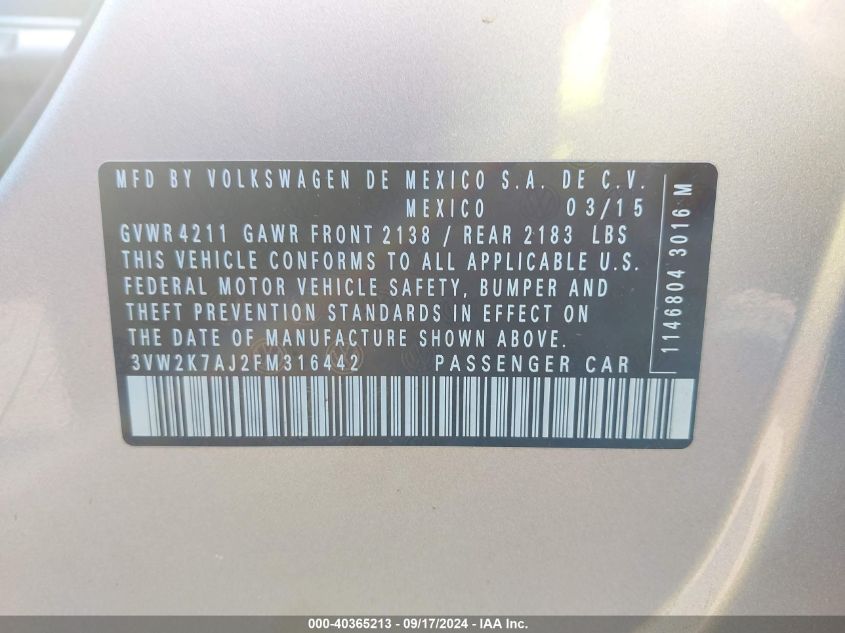 MFD BY VOLKSWAGEN DE MEXICO S.A. DE C.V.
MEXICO 03/15
GVWR 4211 GAWR FRONT 2138 / REAR 2183 LBS
THIS VEHICLE CONFORMS TO ALL APPLICABLE U.S.
FEDERAL MOTOR VEHICLE SAFETY, BUMPER AND
THEFT PREVENTION STANDARDS IN EFFECT ON
THE DATE OF MANUFACTURE SHOWN ABOVE.
3VW2K7AJ2FM316442 PASSENGER CAR
1146804 3016 M
000-40365213 - 09/17/2024 - IAA Inc.